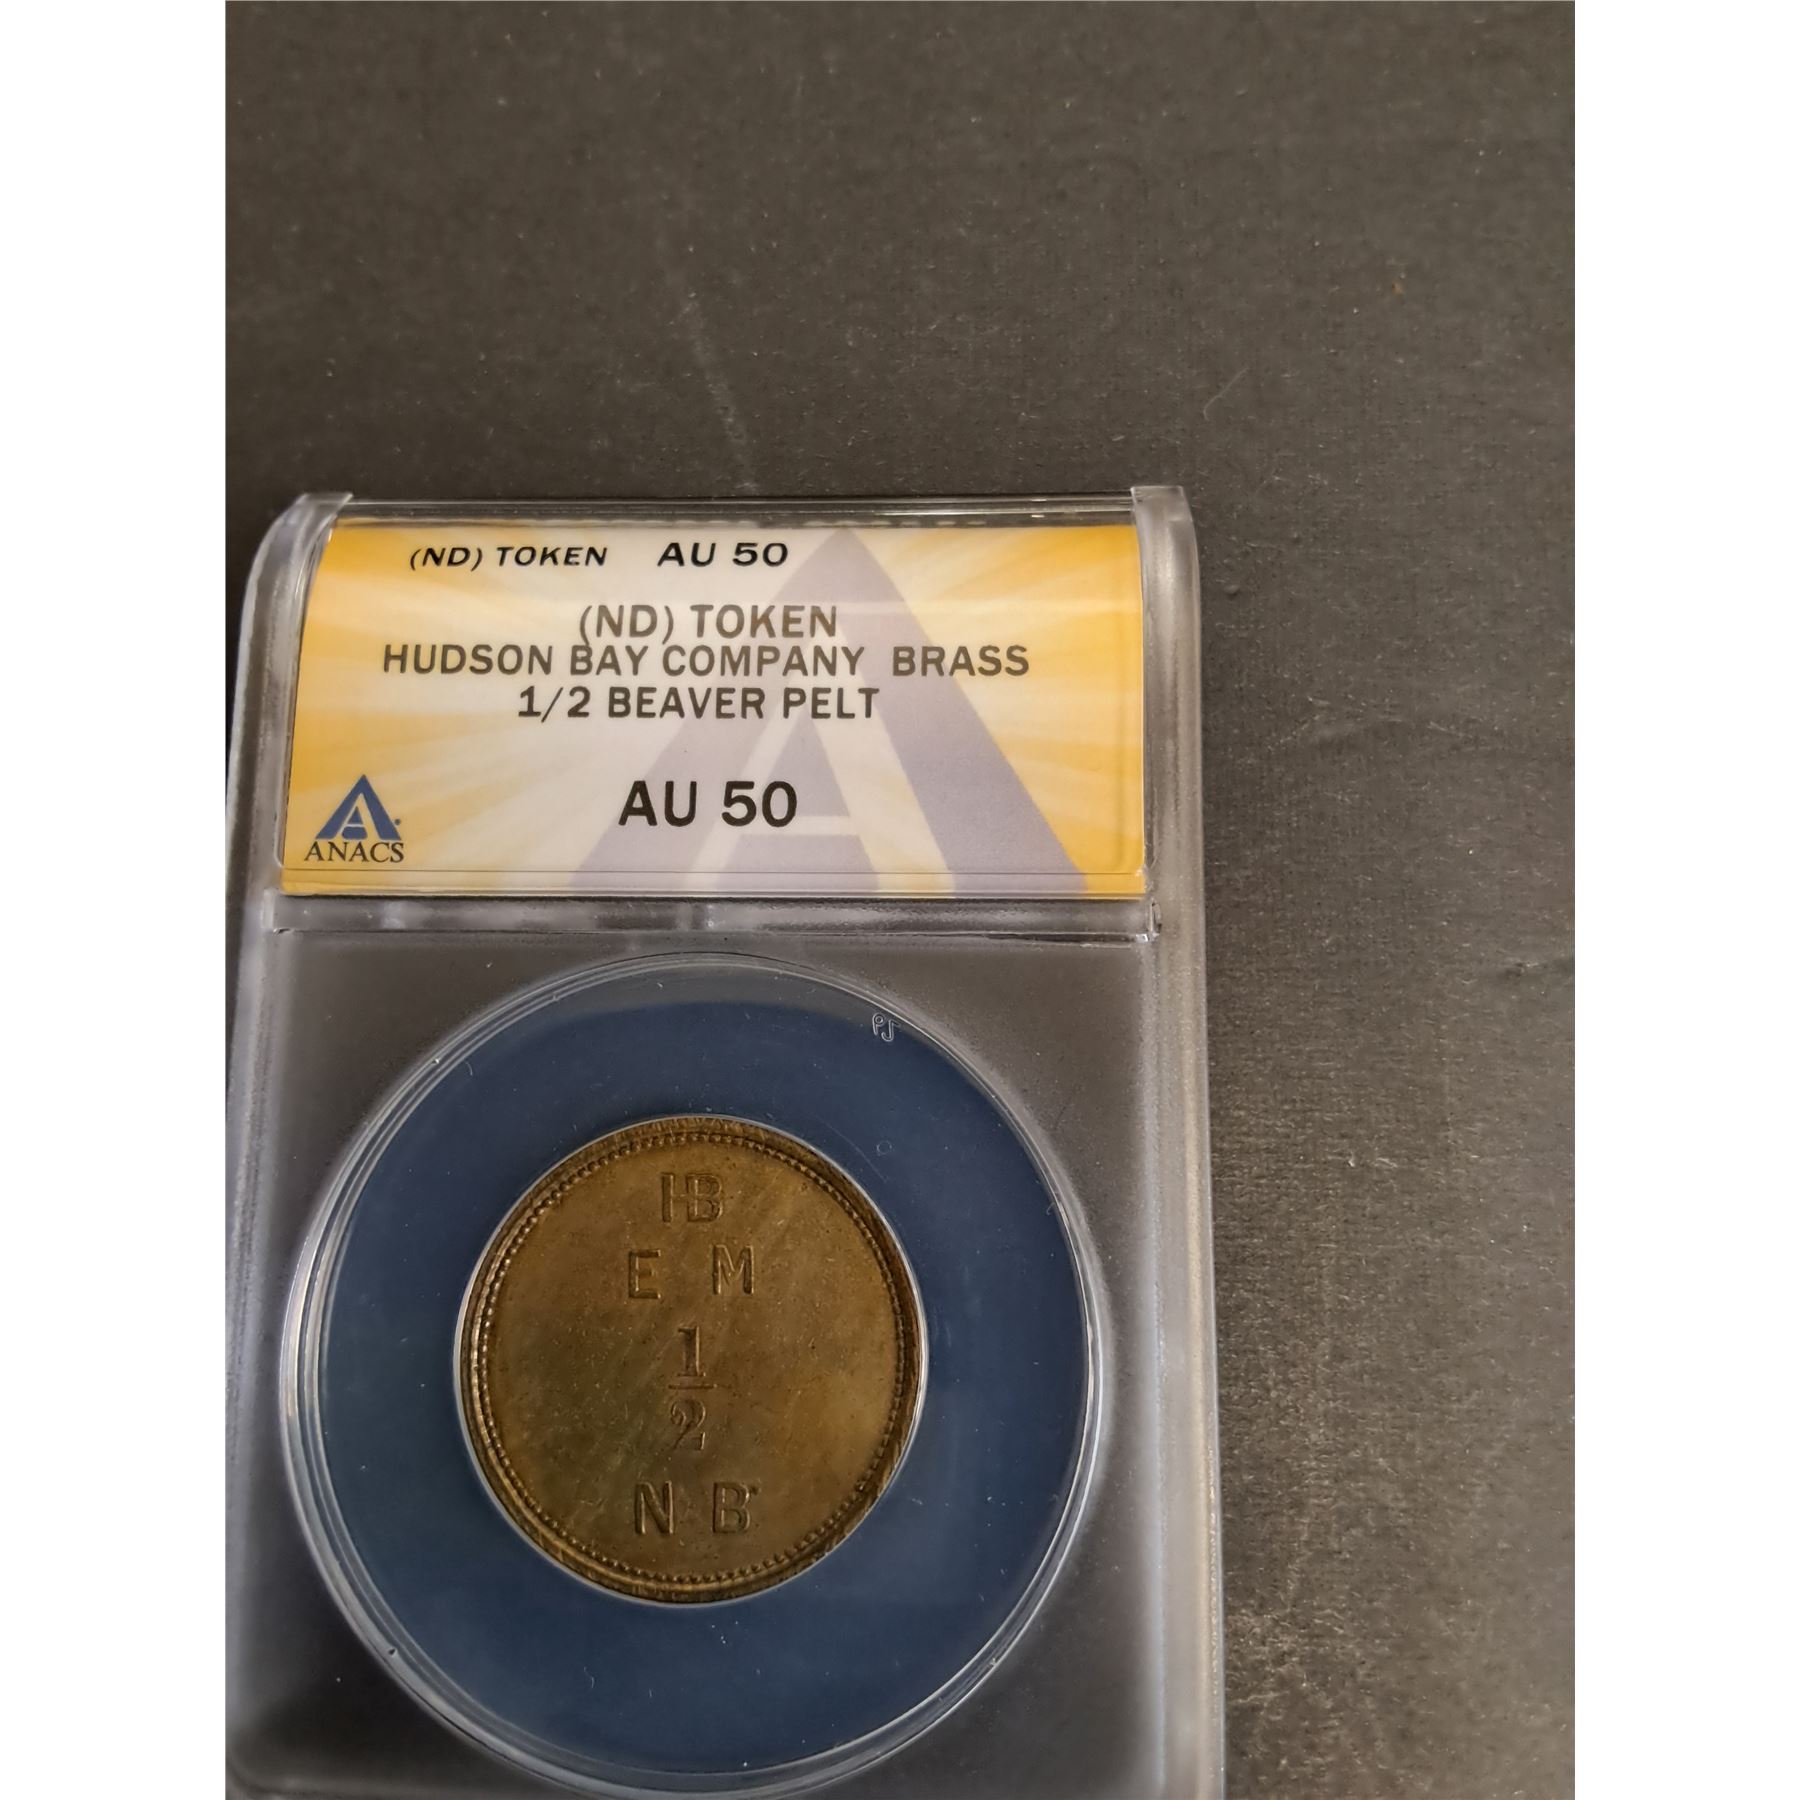 (ND) TOKEN AU 50
(ND) TOKEN
HUDSON BAY COMPANY BRASS
1/2 BEAVER PELT
AU 50
ANACS
HB
E M
1
2
N B